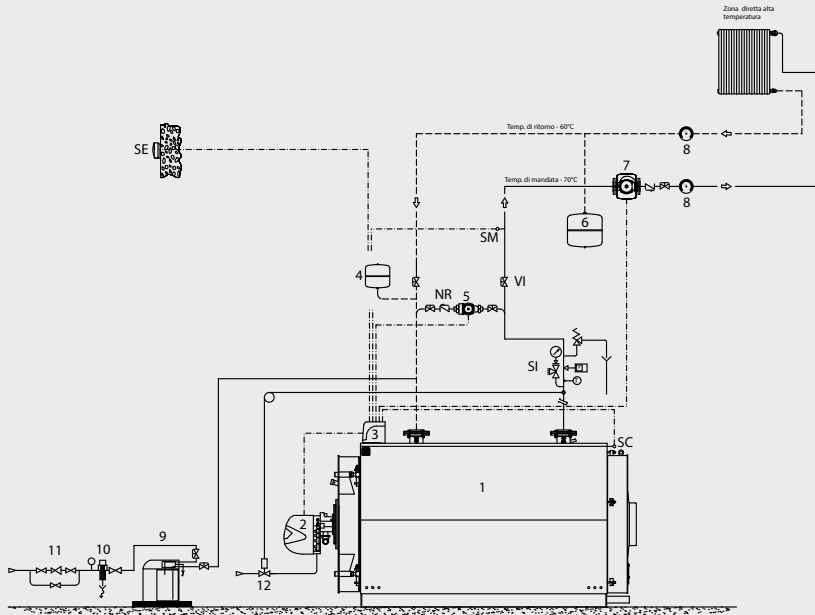 Zona diretta alta
temperatura
Temp. di ritorno - 60°C
SE
8
7
Temp. di mandata - 70°C
8
6
SM
4
VI
NR
5
SI
P
T
3
SC
1
2
9
11
10
12